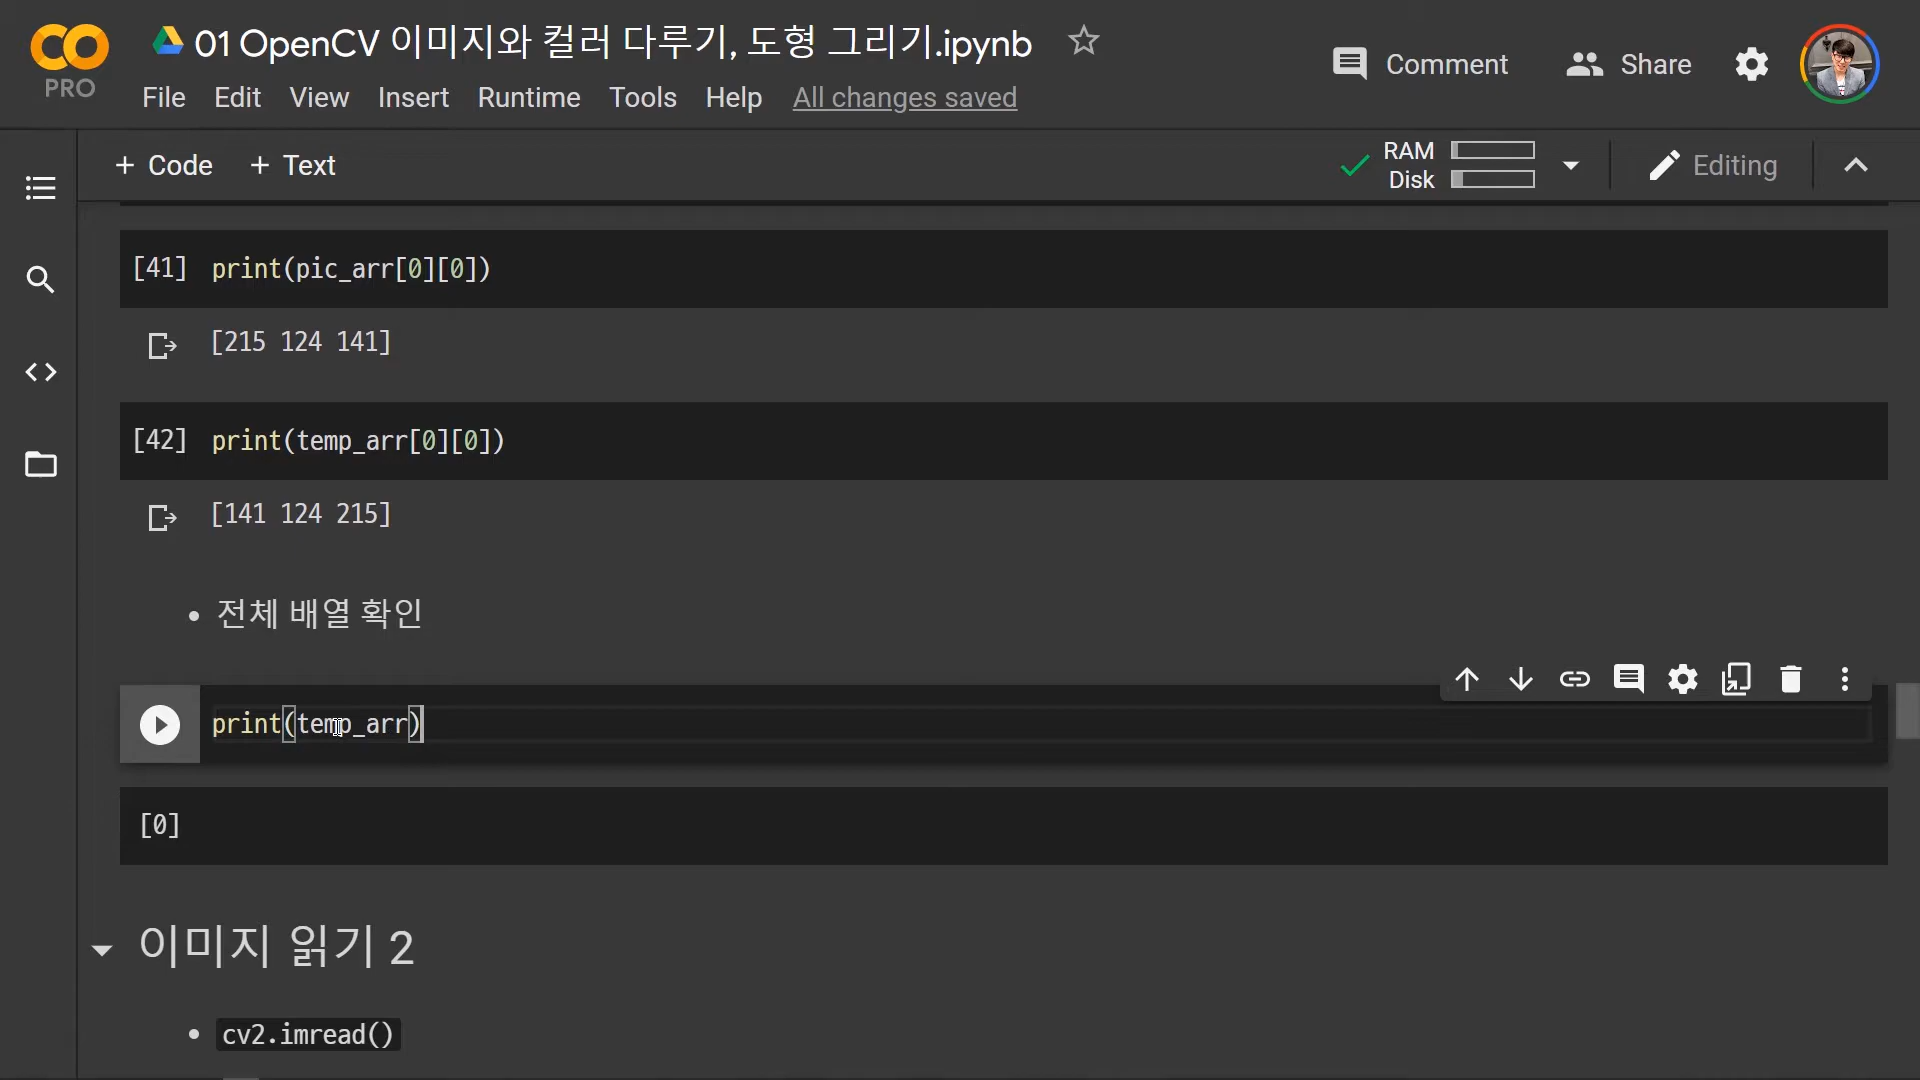 01 OpenCV 이미지와 컬러 다루기, 도형 그리기.ipynb
PRO
File Edit View Insert Runtime Tools Help All changes saved
Comment Share
+ Code + Text
RAM
Disk
Editing
[41] print(pic_arr[0][0])
[215 124 141]
[42] print(temp_arr[0][0])
[141 124 215]
• 전체 배열 확인
print(temp_arr)
[0]
이미지 읽기 2
• cv2.imread()